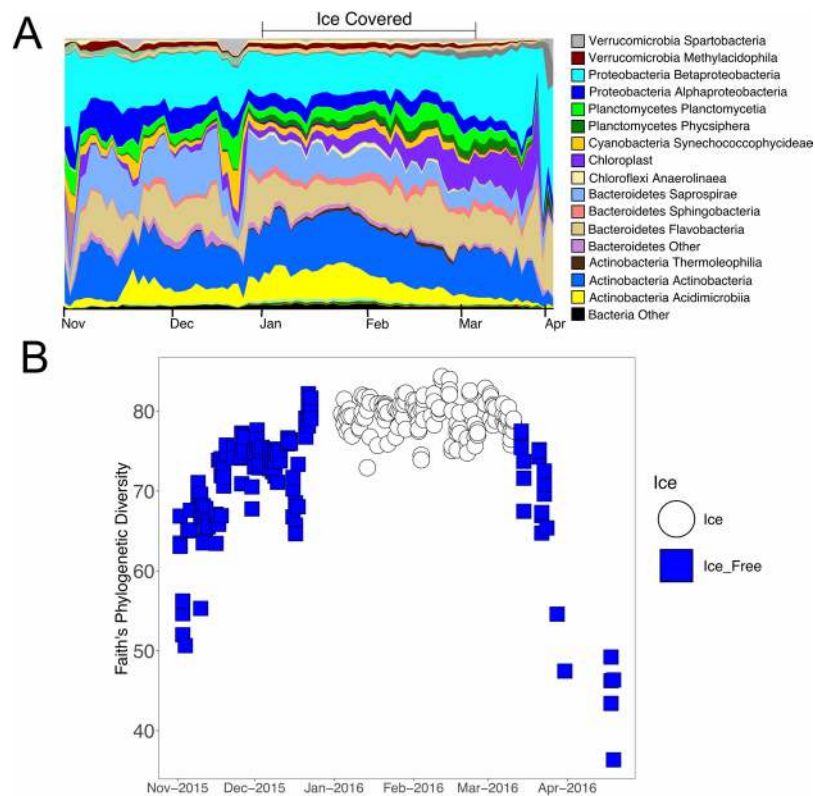 A
Ice Covered
Verrucomicrobia Spartobacteria
Verrucomicrobia Methylacidophila
Proteobacteria Betaproteobacteria
Proteobacteria Alphaproteobacteria
Planctomycetes Planctomycetia
Planctomycetes Physciphera
Cyanobacteria Synechococcophycideae
Chloroplast
Chloroflexi Anaerolinaea
Bacteroidetes Saprospirae
Bacteroidetes Sphingobacteria
Bacteroidetes Flavobacteria
Bacteroidetes Other
Actinobacteria Thermoleophilia
Actinobacteria Actinobacteria
Actinobacteria Acidimicrobiia
Bacteria Other
Nov Dec Jan Feb Mar Apr
B
Faith's Phylogenetic Diversity
80
70
60
50
40
Nov-2015 Dec-2015 Jan-2016 Feb-2016 Mar-2016 Apr-2016
Ice
Ice
Ice_Free